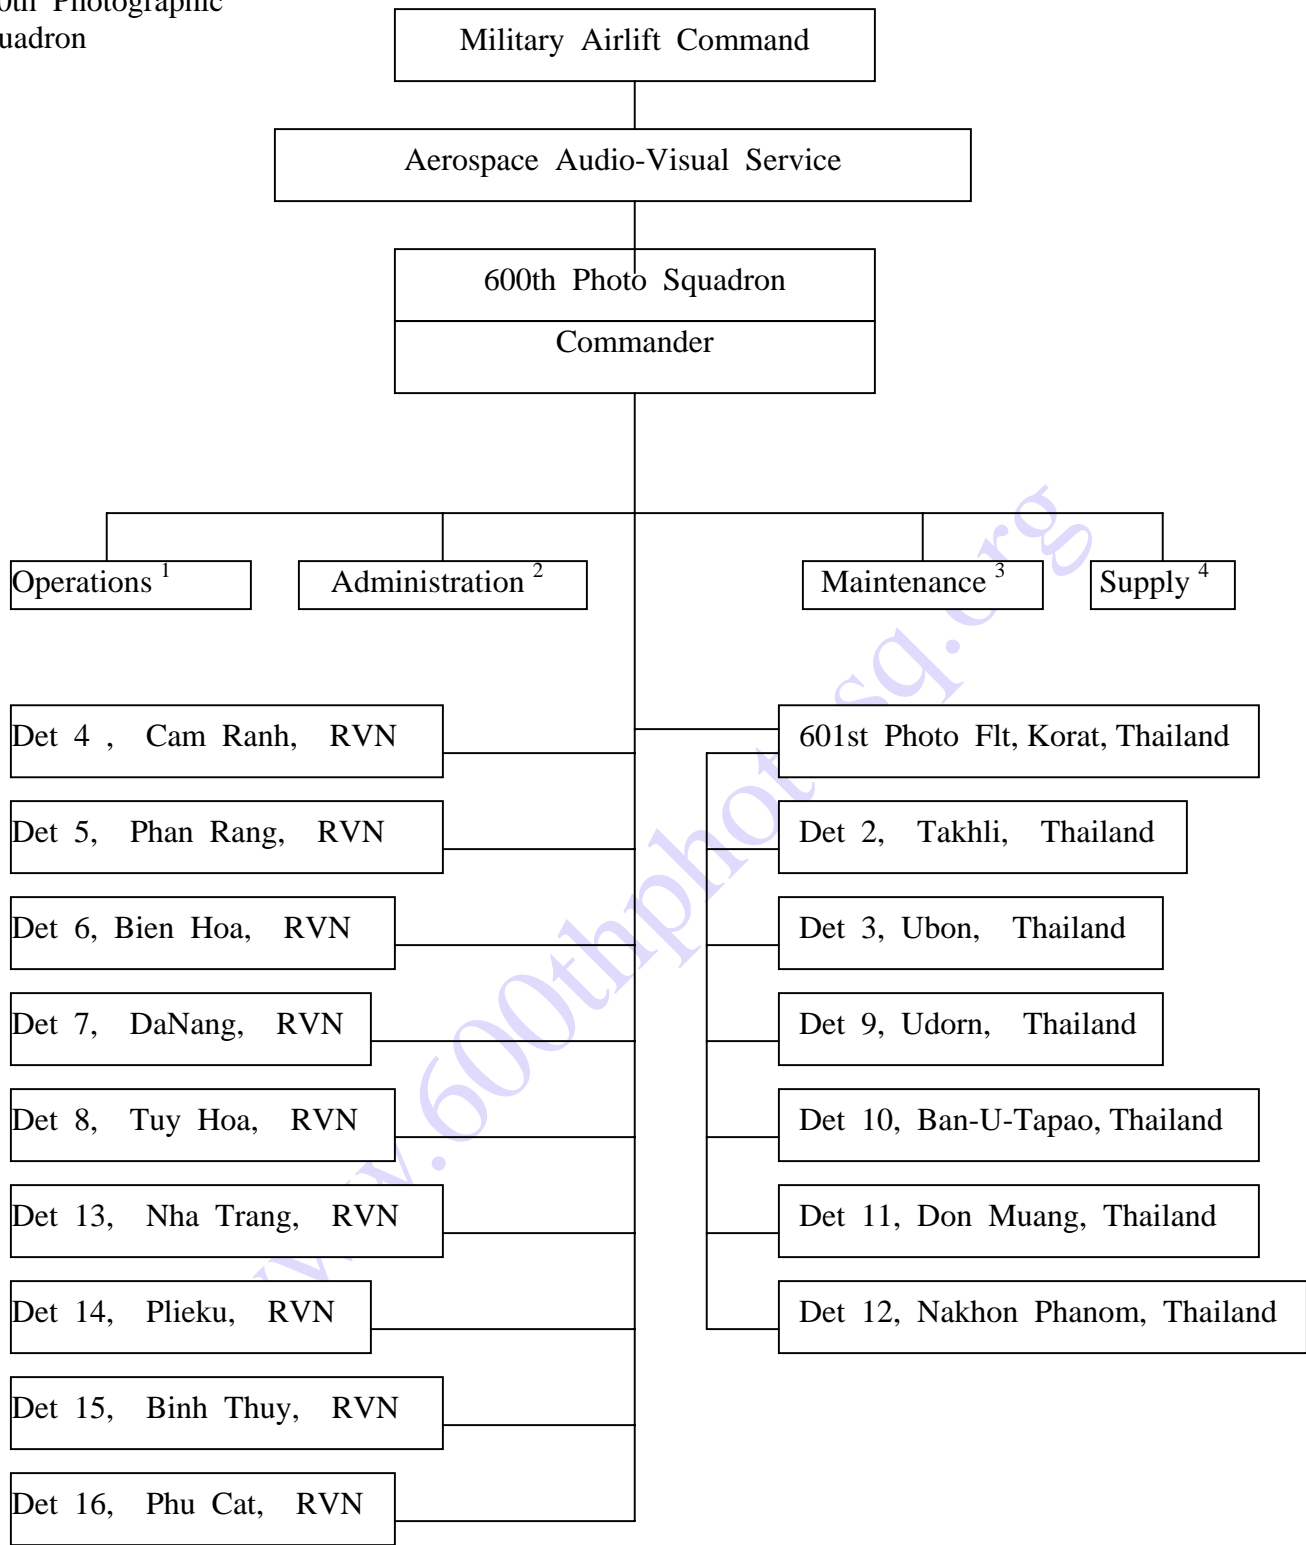 0th Photographic
uadron
Military Airlift Command
Aerospace Audio-Visual Service
600th Photo Squadron
Commander
Operations 1
Administration 2
Maintenance 3
Supply 4
Det 4 , Cam Ranh, RVN
Det 5, Phan Rang, RVN
Det 6, Bien Hoa, RVN
Det 7, DaNang, RVN
Det 8, Tuy Hoa, RVN
Det 13, Nha Trang, RVN
Det 14, Plieku, RVN
Det 15, Binh Thuy, RVN
Det 16, Phu Cat, RVN
601st Photo Flt, Korat, Thailand
Det 2, Takhli, Thailand
Det 3, Ubon, Thailand
Det 9, Udorn, Thailand
Det 10, Ban-U-Tapao, Thailand
Det 11, Don Muang, Thailand
Det 12, Nakhon Phanom, Thailand